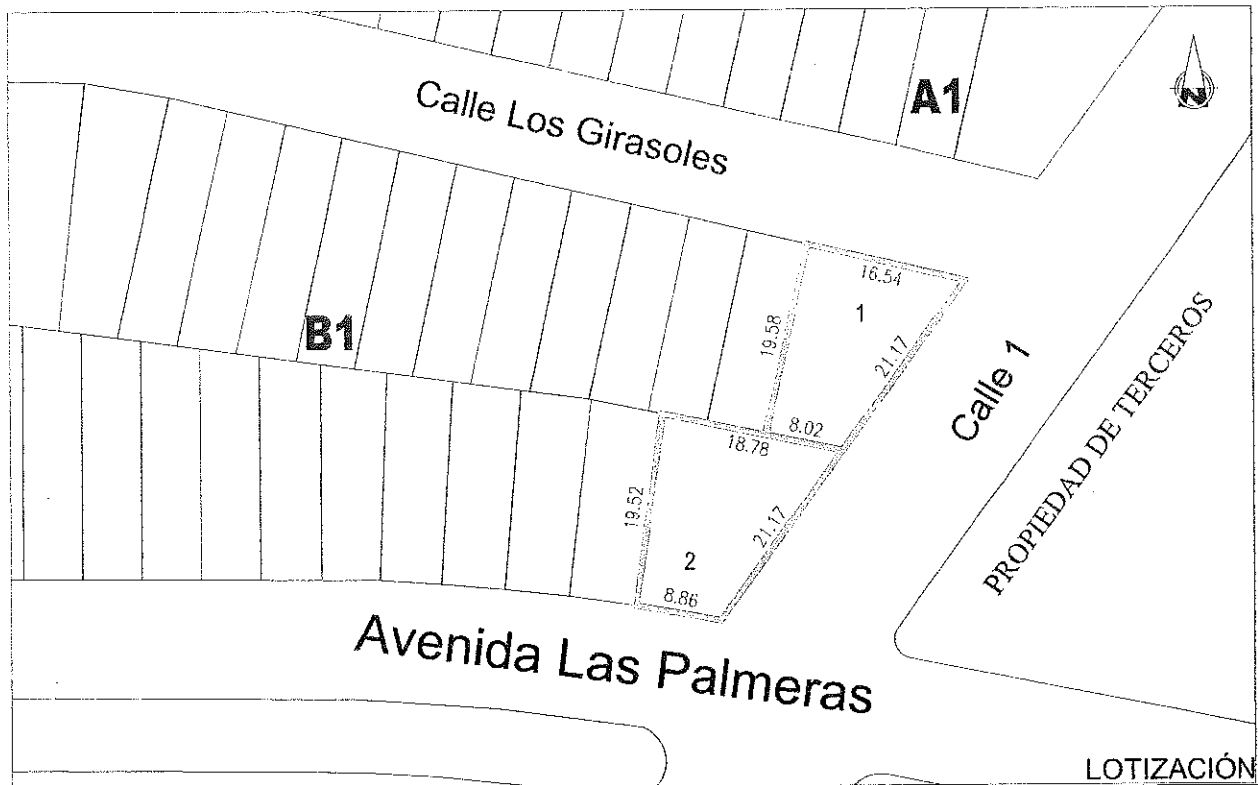 A1
N
Calle Los Girasoles
16.54
1
19.58
21.17
B1
8.02
Calle 1
PROPIEDAD DE TERCEROS
18.78
19.52
21.17
2
8.86
Avenida Las Palmeras
LOTIZACIÓN